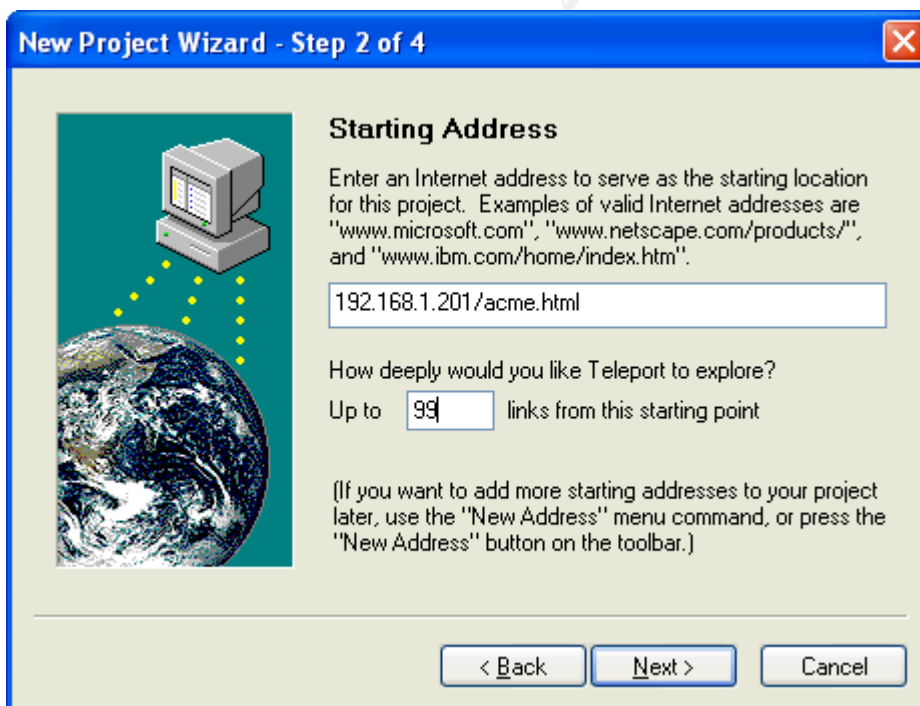 New Project Wizard - Step 2 of 4
Starting Address
Enter an Internet address to serve as the starting location
for this project. Examples of valid Internet addresses are
"www.microsoft.com", "www.netscape.com/products/",
and "www.ibm.com/home/index.htm".
192.168.1.201/acme.html
How deeply would you like Teleport to explore?
Up to 99 links from this starting point
(If you want to add more starting addresses to your project
later, use the "New Address" menu command, or press the
"New Address" button on the toolbar.)
< Back Next > Cancel